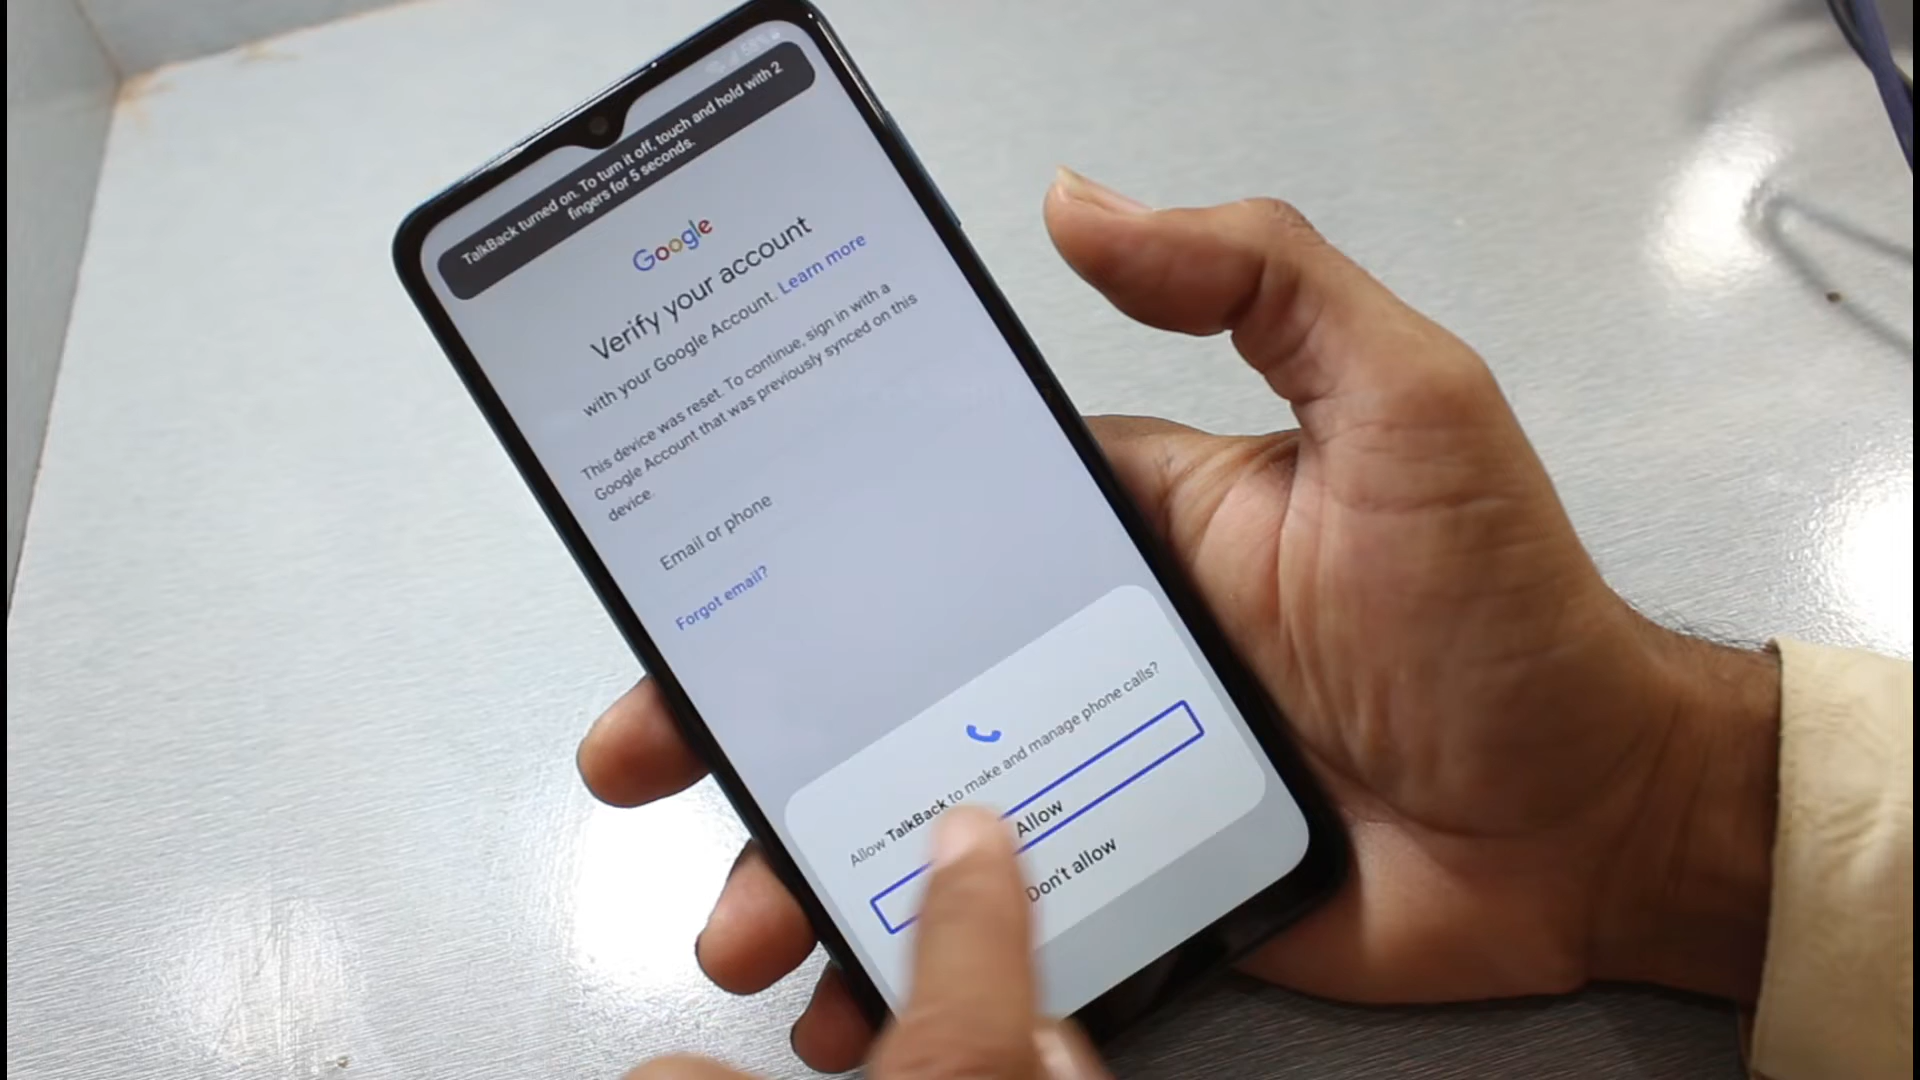 58%
TalkBack turned on. To turn it off, touch and hold with 2
fingers for 5 seconds.
Google
Verify your account
with your Google Account. Learn more
This device was reset. To continue, sign in with a
Google Account that was previously synced on this
device.
Email or phone
Forgot email?
Allow TalkBack to make and manage phone calls?
Allow
Don't allow